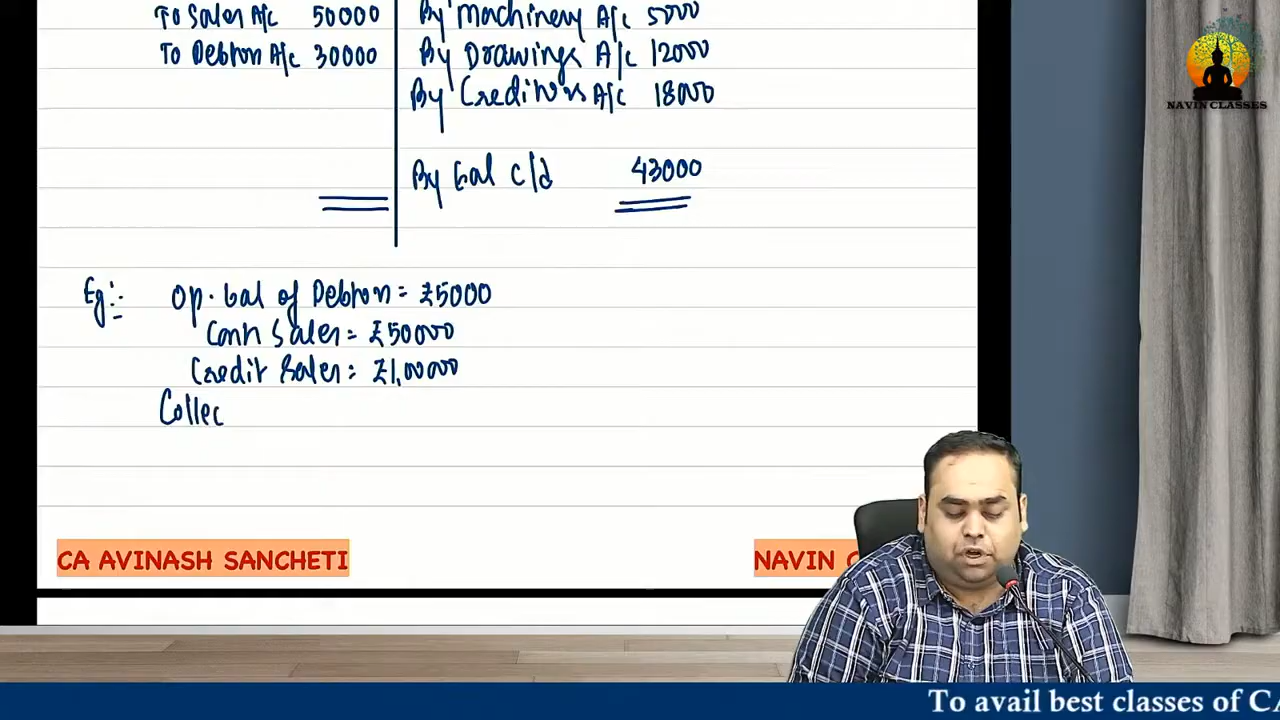 To Sales A/c 50000
By Machinery A/c 5000
To Debtors A/c 30000
By Drawings A/c 12000
By Creditors A/c 18000
By bal c/d 43000
Eg:- Op. bal of Debtors = ₹5000
Cash Sales = ₹50000
Credit Sales = ₹1,00000
Collec
NAVIN CLASSES
CA AVINASH SANCHETI
NAVIN C
To avail best classes of CA